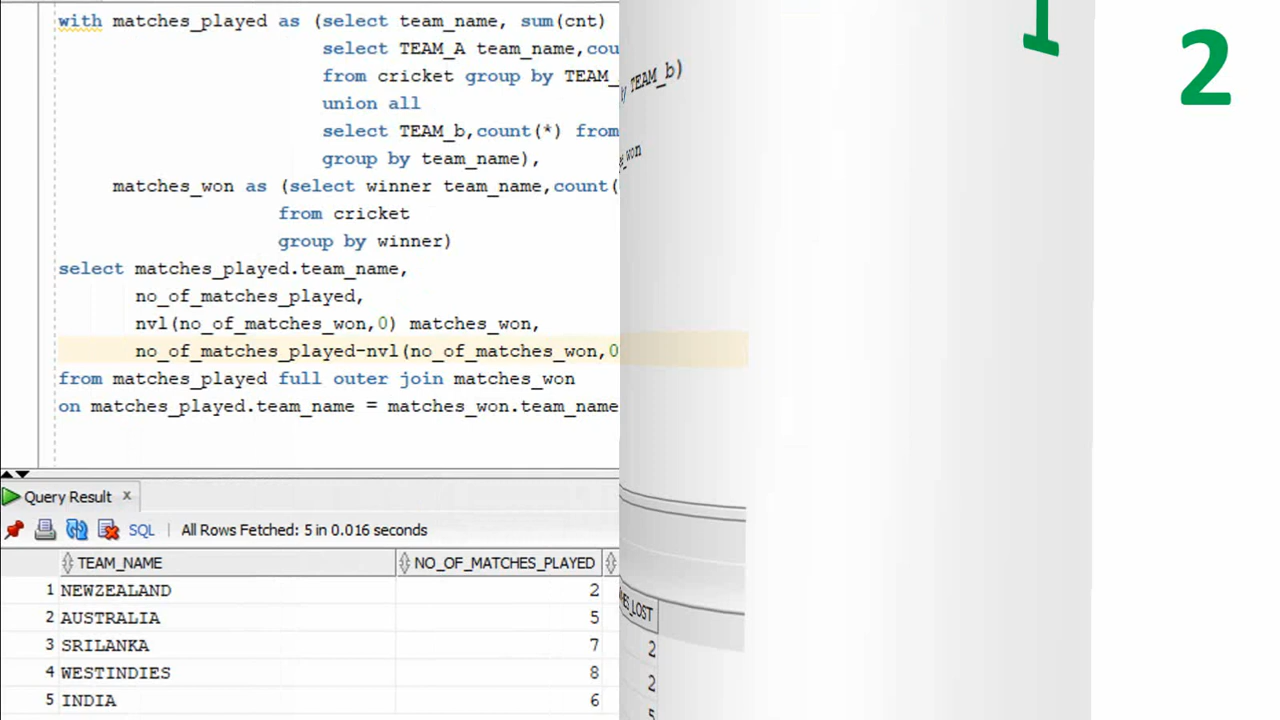 with matches_played as (select team_name, sum(cnt)
select TEAM_A team_name,cou
from cricket group by TEAM_
union all
select TEAM_b,count(*) from
group by team_name),
matches_won as (select winner team_name,count(
from cricket
group by winner)
select matches_played.team_name,
no_of_matches_played,
nvl(no_of_matches_won,0) matches_won,
no_of_matches_played-nvl(no_of_matches_won,0
from matches_played full outer join matches_won
on matches_played.team_name = matches_won.team_name
TEAM_b)
_won
1
2
Query Result x
SQL | All Rows Fetched: 5 in 0.016 seconds
TEAM_NAME NO_OF_MATCHES_PLAYED
1 NEWZEALAND 2
2 AUSTRALIA 5
3 SRILANKA 7
4 WESTINDIES 8
5 INDIA 6
_LOST
2
2
5